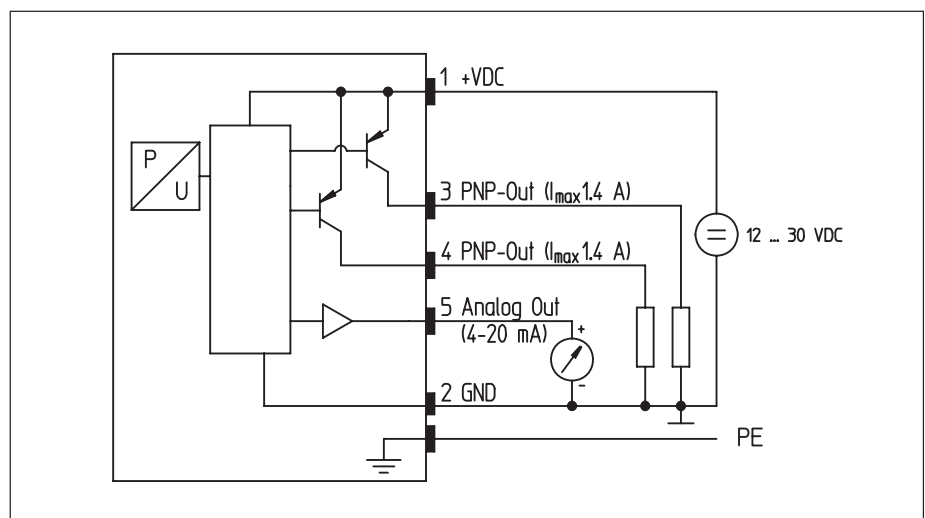 1 +VDC
P
U
3 PNP-Out (Imax1.4 A)
12 ... 30 VDC
4 PNP-Out (Imax1.4 A)
5 Analog Out
(4-20 mA)
+
-
2 GND
PE